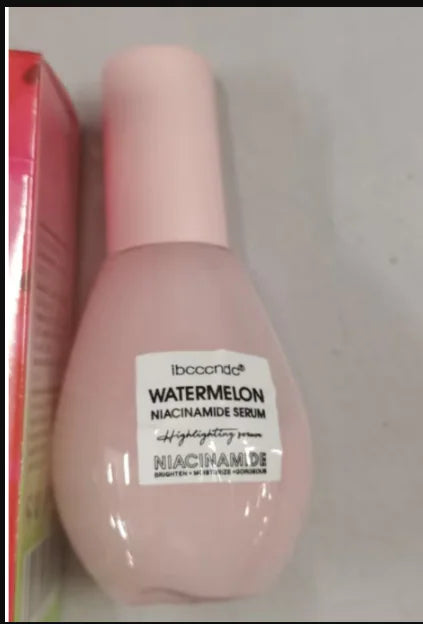 ibcccndc®
WATERMELON
NIACINAMIDE SERUM
Highlighting serum
NIACINAMIDE
BRIGHTEN • MOISTURIZE • GORGEOUS